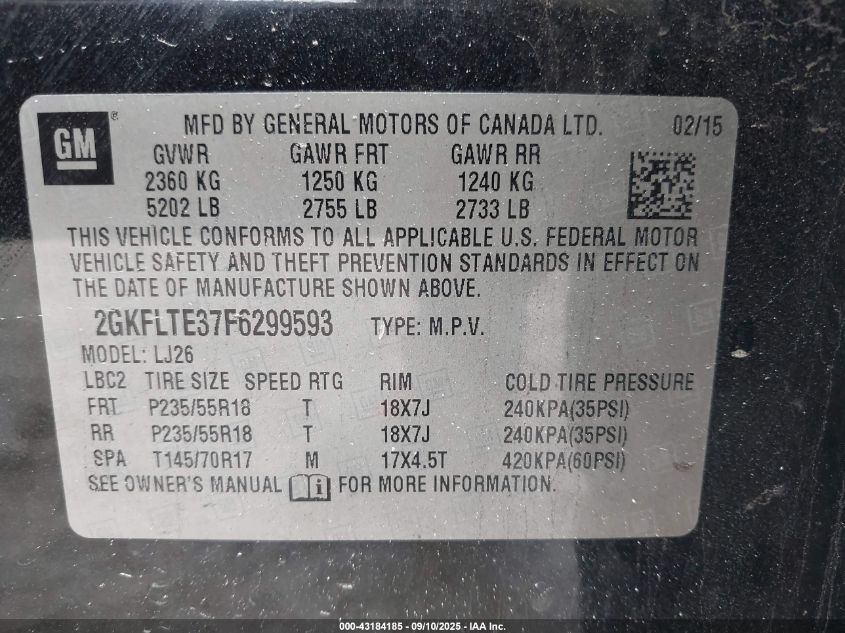 GM ® MFD BY GENERAL MOTORS OF CANADA LTD. 02/15
GVWR GAWR FRT GAWR RR
2360 KG 1250 KG 1240 KG
5202 LB 2755 LB 2733 LB
THIS VEHICLE CONFORMS TO ALL APPLICABLE U.S. FEDERAL MOTOR
VEHICLE SAFETY AND THEFT PREVENTION STANDARDS IN EFFECT ON
THE DATE OF MANUFACTURE SHOWN ABOVE.
2GKFLTE37F6299593 TYPE: M.P.V.
MODEL: LJ26
LBC2 TIRE SIZE SPEED RTG RIM COLD TIRE PRESSURE
FRT P235/55R18 T 18X7J 240KPA(35PSI)
RR P235/55R18 T 18X7J 240KPA(35PSI)
SPA T145/70R17 M 17X4.5T 420KPA(60PSI)
SEE OWNER'S MANUAL i FOR MORE INFORMATION.
000-43184185 - 09/10/2025 - IAA Inc.